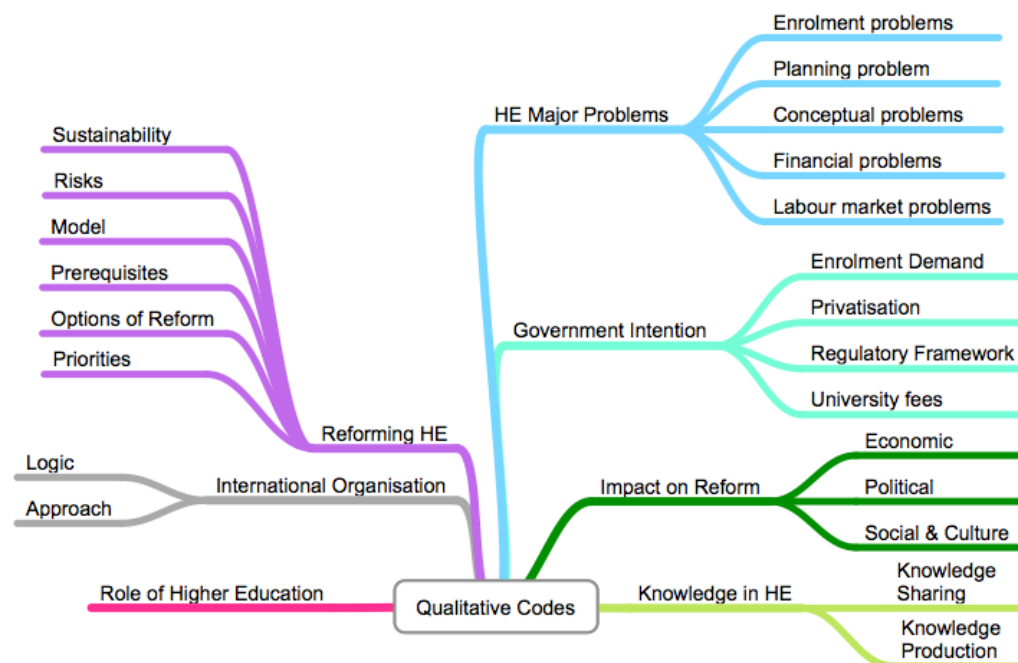 Enrolment problems
Planning problem
HE Major Problems
Conceptual problems
Financial problems
Labour market problems
Sustainability
Risks
Model
Prerequisites
Options of Reform
Priorities
Reforming HE
Enrolment Demand
Privatisation
Government Intention
Regulatory Framework
University fees
Logic
Approach
International Organisation
Economic
Impact on Reform
Political
Social & Culture
Role of Higher Education
Qualitative Codes
Knowledge in HE
Knowledge
Sharing
Knowledge
Production